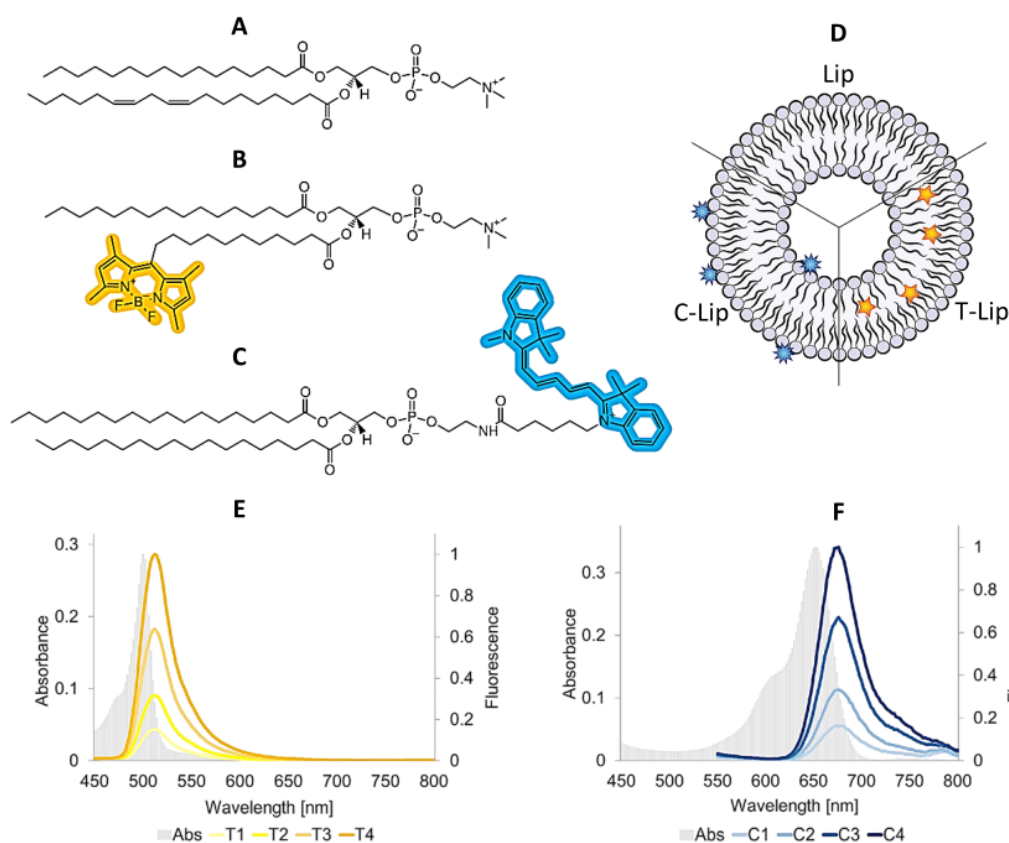 A
D
Lip
C-Lip
T-Lip
O
O
O
P
O
O⁻
N⁺
H
O
O
B
O
O
O
P
O
O⁻
N⁺
H
O
O
N⁺
N
B
F
F
C
O
O
O
P
O
O⁻
NH
O
N
N⁺
H
O
O
E
0.3
0.2
0.1
0
Absorbance
1
0.8
0.6
0.4
0.2
0
Fluorescence
450 500 550 600 650 700 750 800
Wavelength [nm]
Abs T1 T2 T3 T4
F
0.3
0.2
0.1
0
Absorbance
1
0.8
0.6
0.4
0.2
0
450 500 550 600 650 700 750 800
Wavelength [nm]
Abs C1 C2 C3 C4